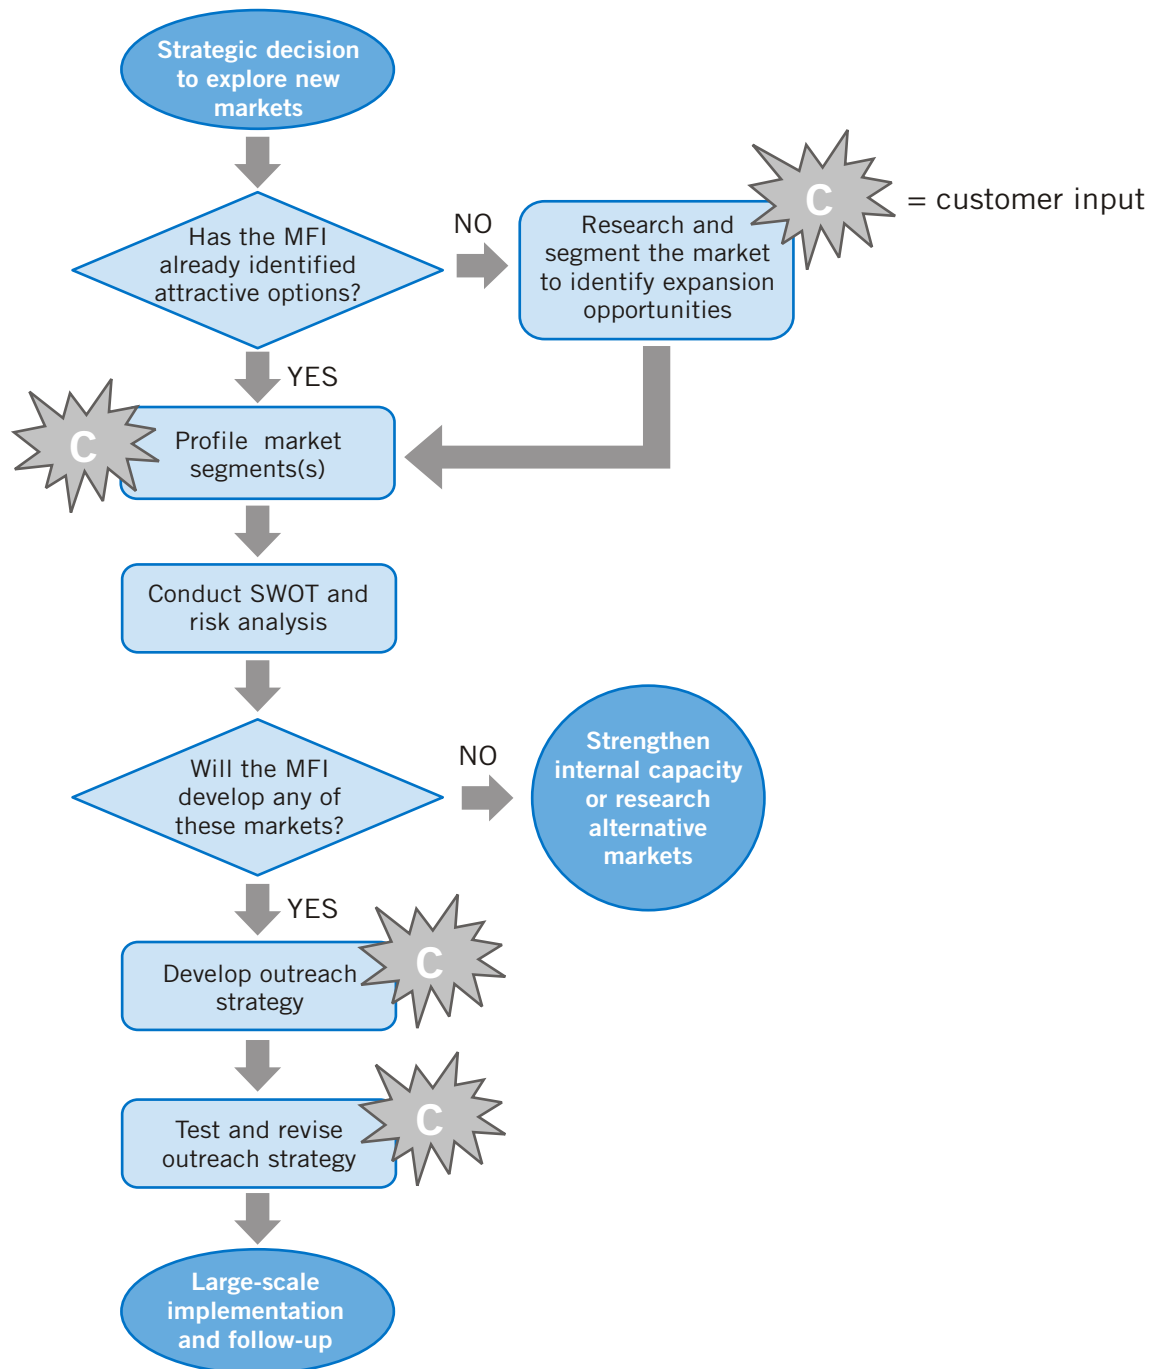 Strategic decision
to explore new
markets
Has the MFI
already identified
attractive options?
NO
Research and
segment the market
to identify expansion
opportunities
C
= customer input
YES
C
Profile market
segments(s)
Conduct SWOT and
risk analysis
Will the MFI
develop any of
these markets?
NO
Strengthen
internal capacity
or research
alternative
markets
YES
Develop outreach
strategy
C
Test and revise
outreach strategy
C
Large-scale
implementation
and follow-up